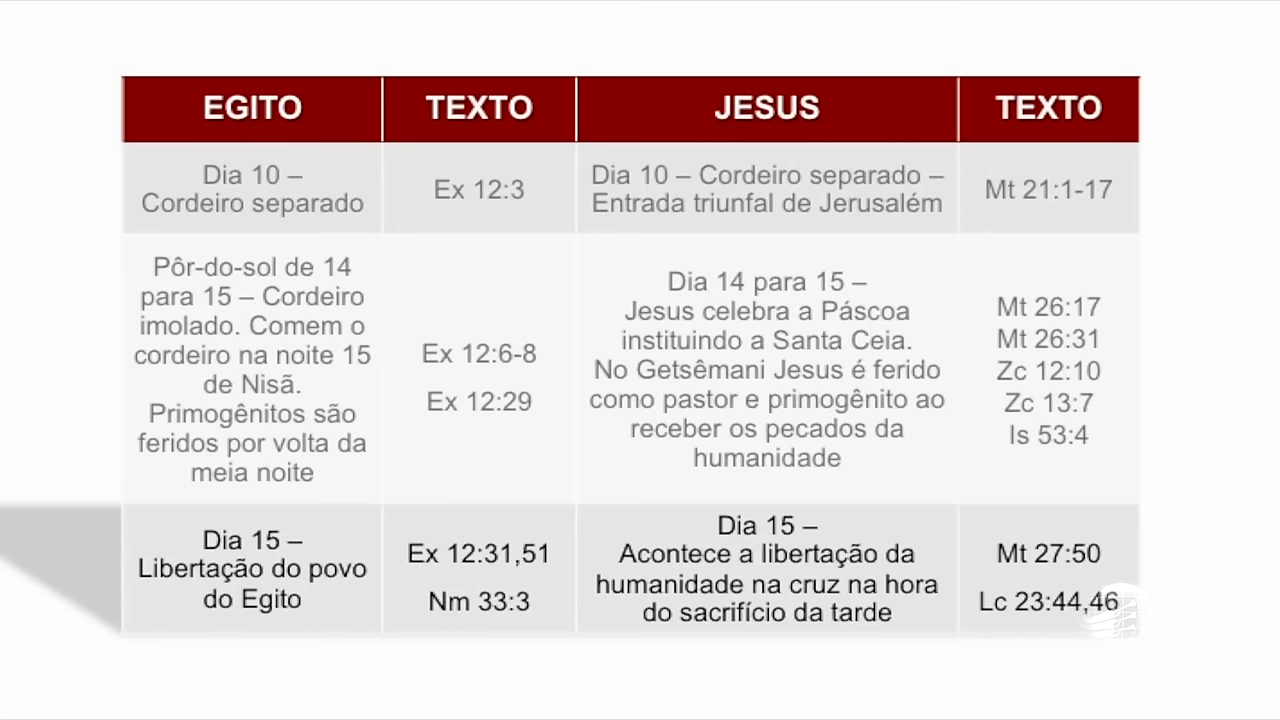 EGITO TEXTO JESUS TEXTO
Dia 10 –
Cordeiro separado
Ex 12:3
Dia 10 – Cordeiro separado –
Entrada triunfal de Jerusalém
Mt 21:1-17
Pôr-do-sol de 14
para 15 – Cordeiro
imolado. Comem o
cordeiro na noite 15
de Nisã.
Primogênitos são
feridos por volta da
meia noite
Ex 12:6-8
Ex 12:29
Dia 14 para 15 –
Jesus celebra a Páscoa
instituindo a Santa Ceia.
No Getsêmani Jesus é ferido
como pastor e primogênito ao
receber os pecados da
humanidade
Mt 26:17
Mt 26:31
Zc 12:10
Zc 13:7
Is 53:4
Dia 15 –
Libertação do povo
do Egito
Ex 12:31,51
Nm 33:3
Dia 15 –
Acontece a libertação da
humanidade na cruz na hora
do sacrifício da tarde
Mt 27:50
Lc 23:44,46